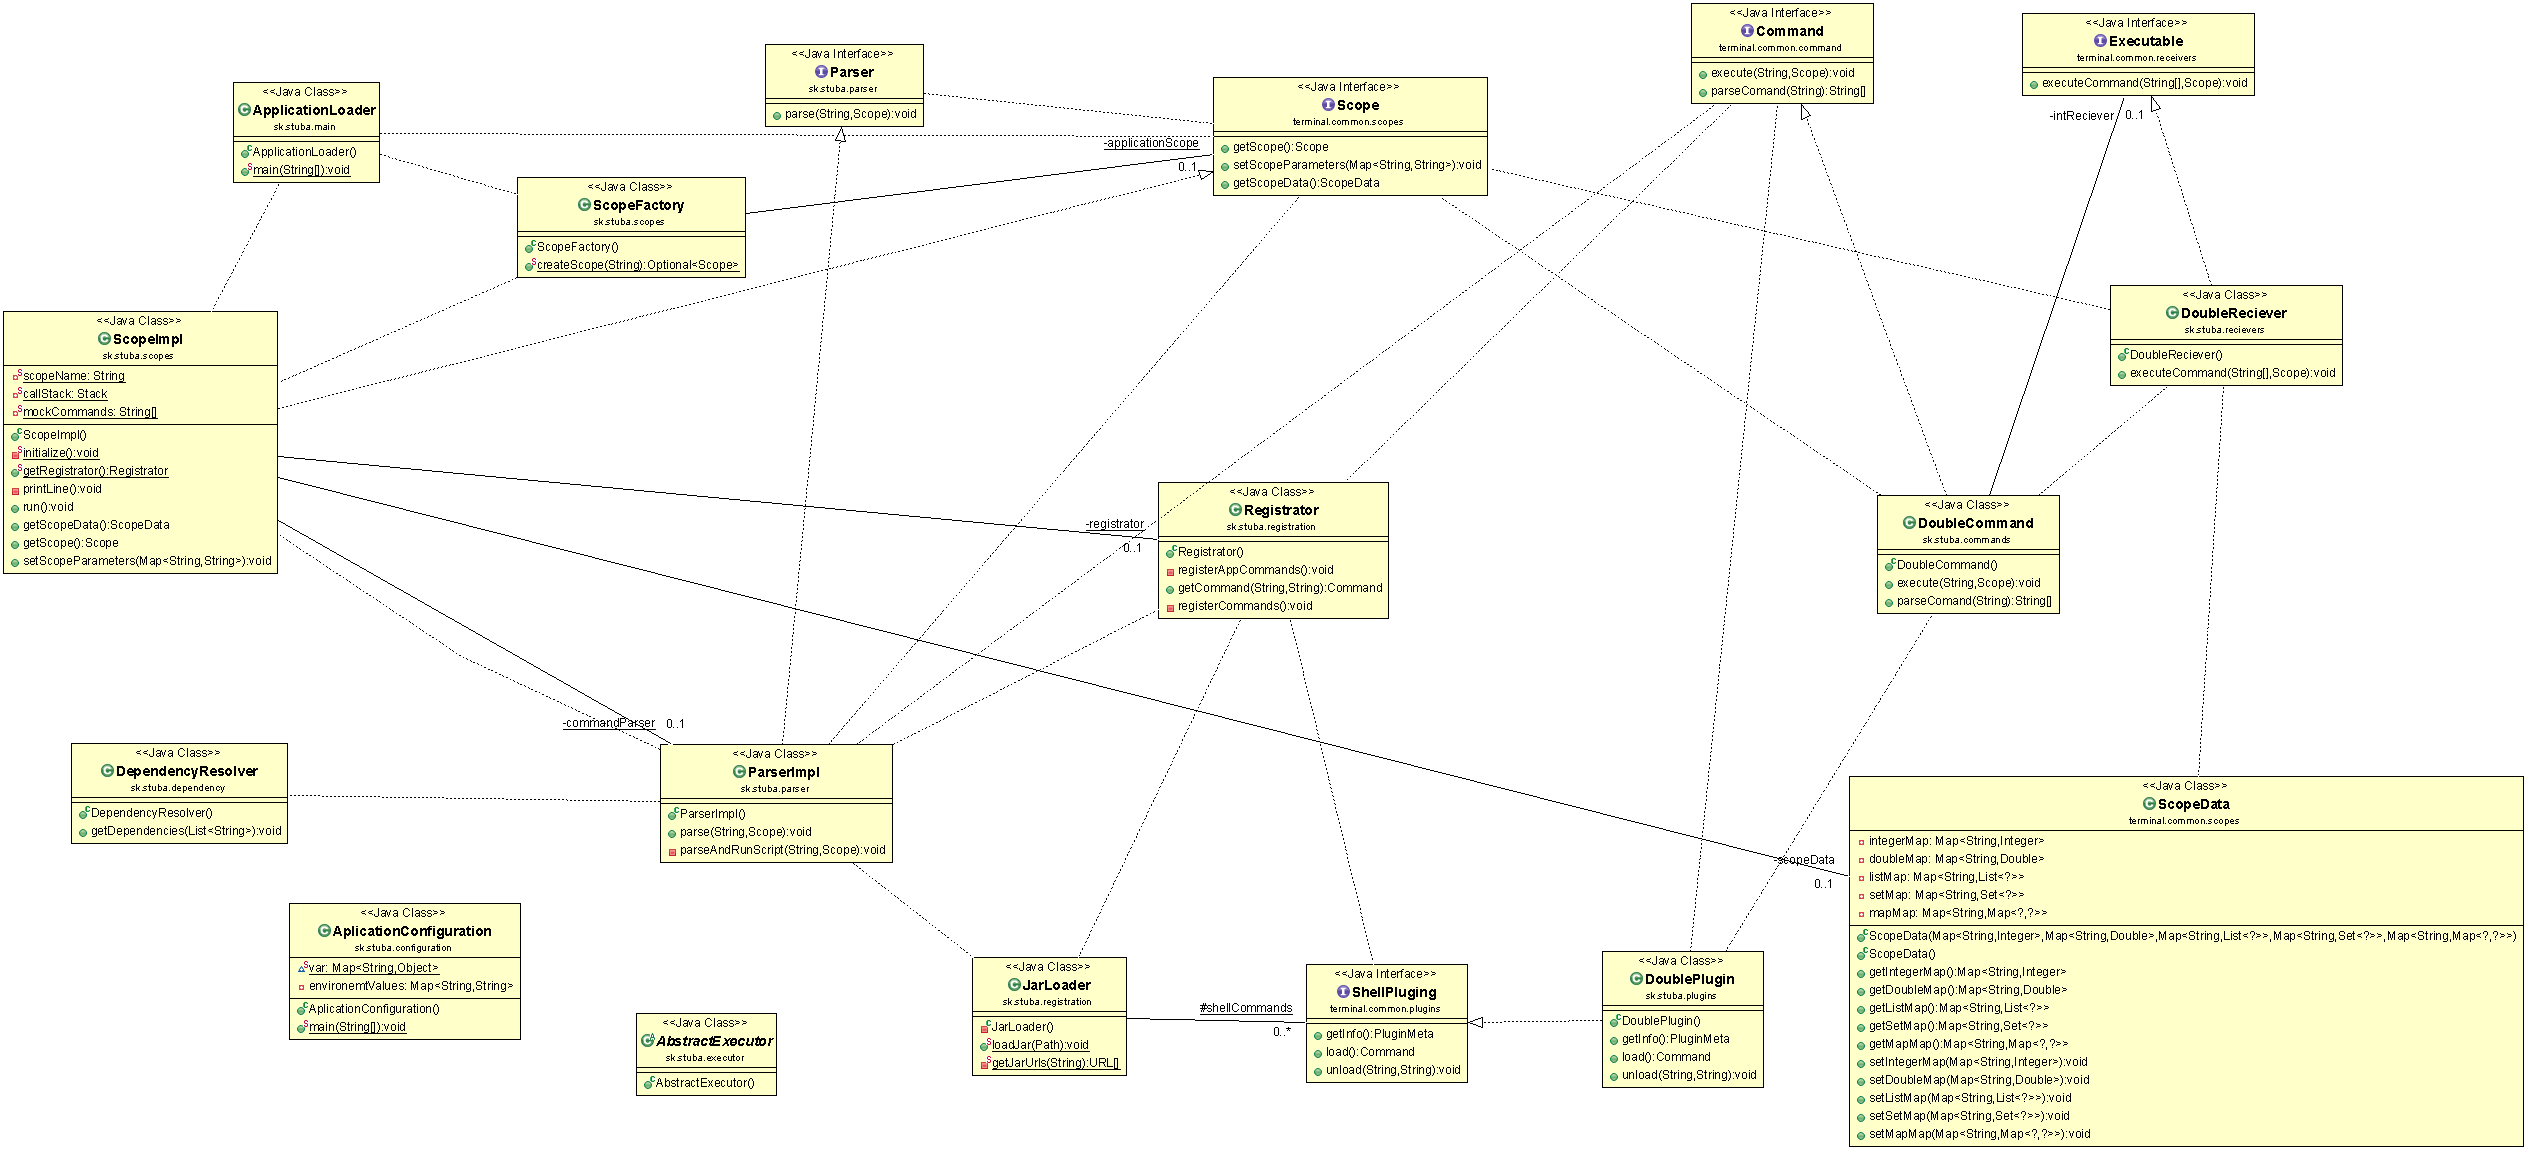 <<Java Interface>>
Command
terminal.common.command
execute(String,Scope):void
parseComand(String):String[]
<<Java Interface>>
Executable
terminal.common.receivers
executeCommand(String[],Scope):void
-intReciever
0..1
<<Java Interface>>
Parser
sk.stuba.parser
parse(String,Scope):void
<<Java Interface>>
Scope
terminal.common.scopes
getScope():Scope
setScopeParameters(Map<String,String>):void
getScopeData():ScopeData
-applicationScope
0..1
<<Java Class>>
ApplicationLoader
sk.stuba.main
ApplicationLoader()
main(String[]):void
<<Java Class>>
ScopeFactory
sk.stuba.scopes
ScopeFactory()
createScope(String):Optional<Scope>
<<Java Class>>
DoubleReciever
sk.stuba.recievers
DoubleReciever()
executeCommand(String[],Scope):void
<<Java Class>>
ScopeImpl
sk.stuba.scopes
scopeName: String
callStack: Stack
mockCommands: String[]
ScopeImpl()
initialize():void
getRegistrator():Registrator
printLine():void
run():void
getScopeData():ScopeData
getScope():Scope
setScopeParameters(Map<String,String>):void
-registrator
0..1
<<Java Class>>
Registrator
sk.stuba.registration
Registrator()
registerAppCommands():void
getCommand(String,String):Command
registerCommands():void
<<Java Class>>
DoubleCommand
sk.stuba.commands
DoubleCommand()
execute(String,Scope):void
parseComand(String):String[]
-commandParser
0..1
<<Java Class>>
DependencyResolver
sk.stuba.dependency
DependencyResolver()
getDependencies(List<String>):void
<<Java Class>>
ParserImpl
sk.stuba.parser
ParserImpl()
parse(String,Scope):void
parseAndRunScript(String,Scope):void
-scopeData
0..1
<<Java Class>>
ScopeData
terminal.common.scopes
integerMap: Map<String,Integer>
doubleMap: Map<String,Double>
listMap: Map<String,List<?>>
setMap: Map<String,Set<?>>
mapMap: Map<String,Map<?,?>>
ScopeData(Map<String,Integer>,Map<String,Double>,Map<String,List<?>>,Map<String,Set<?>>,Map<String,Map<?,?>>)
ScopeData()
getIntegerMap():Map<String,Integer>
getDoubleMap():Map<String,Double>
getListMap():Map<String,List<?>>
getSetMap():Map<String,Set<?>>
getMapMap():Map<String,Map<?,?>>
setIntegerMap(Map<String,Integer>):void
setDoubleMap(Map<String,Double>):void
setListMap(Map<String,List<?>>):void
setSetMap(Map<String,Set<?>>):void
setMapMap(Map<String,Map<?,?>>):void
<<Java Class>>
AplicationConfiguration
sk.stuba.configuration
var: Map<String,Object>
environemtValues: Map<String,String>
AplicationConfiguration()
main(String[]):void
<<Java Class>>
AbstractExecutor
sk.stuba.executor
AbstractExecutor()
<<Java Class>>
JarLoader
sk.stuba.registration
JarLoader()
loadJar(Path):void
getJarUrls(String):URL[]
#shellCommands
0..*
<<Java Interface>>
ShellPluging
terminal.common.plugins
getInfo():PluginMeta
load():Command
unload(String,String):void
<<Java Class>>
DoublePlugin
sk.stuba.plugins
DoublePlugin()
getInfo():PluginMeta
load():Command
unload(String,String):void